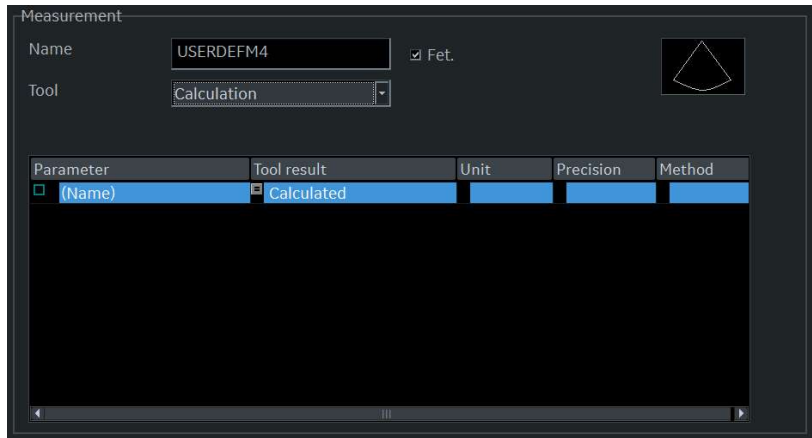 Measurement
Name
USERDEFM4
Fet.
Tool
Calculation
Parameter Tool result Unit Precision Method
(Name) Calculated